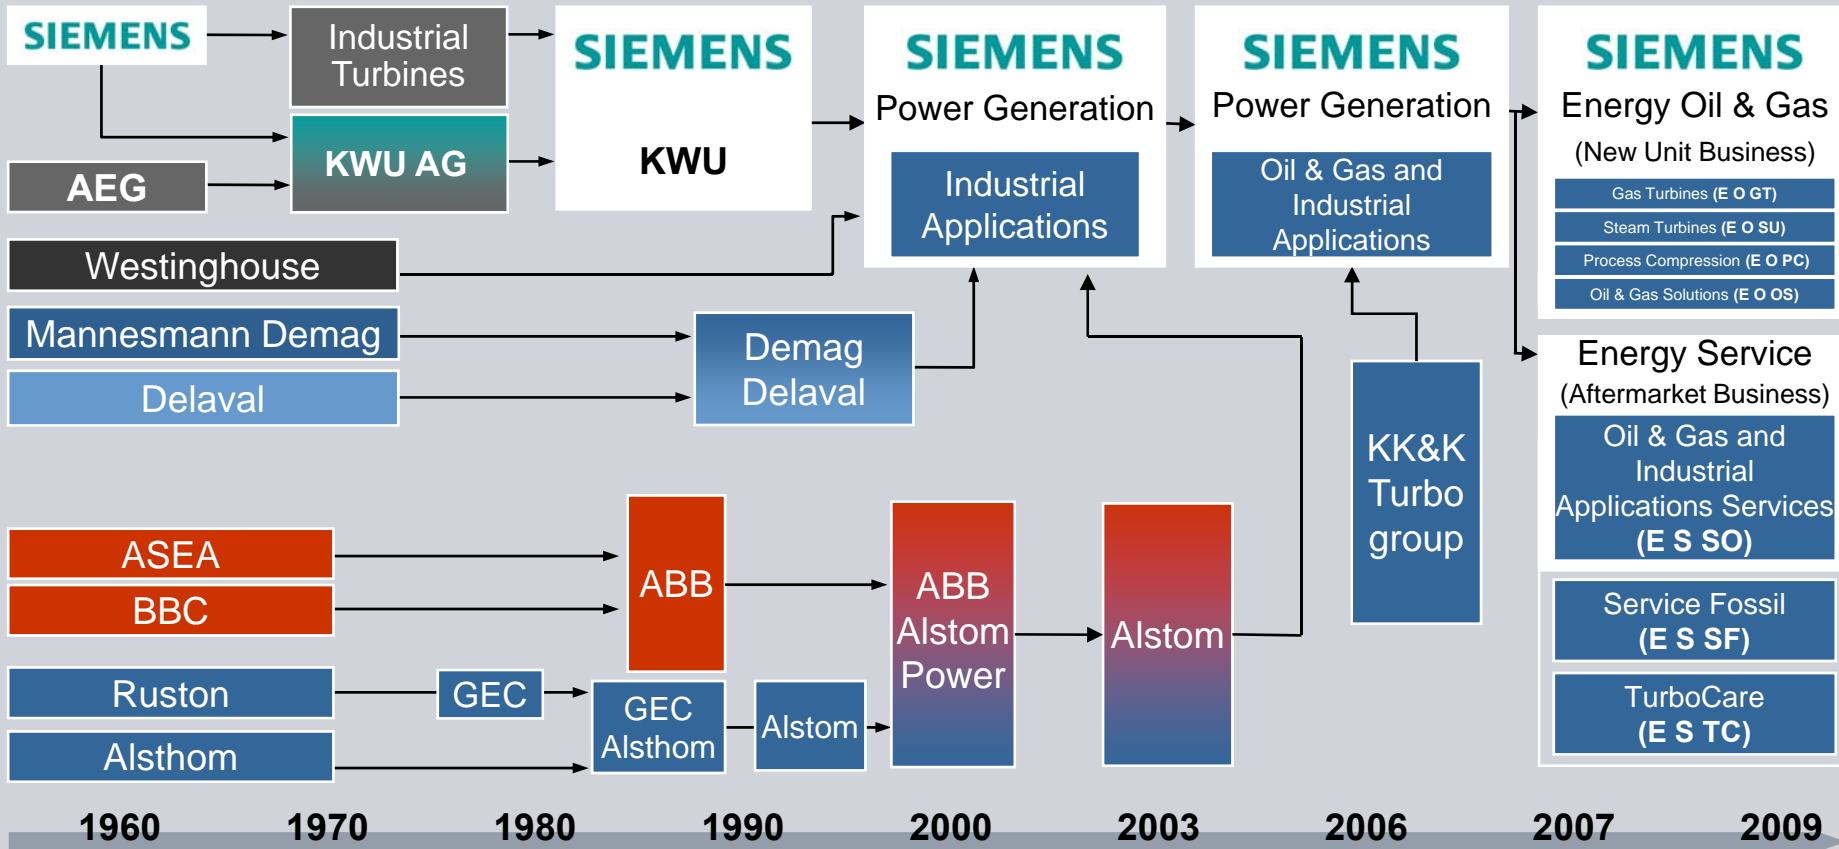 SIEMENS
Industrial
Turbines
KWU AG
AEG
SIEMENS
KWU
SIEMENS
Power Generation
Industrial
Applications
SIEMENS
Power Generation
Oil & Gas and
Industrial
Applications
SIEMENS
Energy Oil & Gas
(New Unit Business)
Gas Turbines (E O GT)
Steam Turbines (E O SU)
Process Compression (E O PC)
Oil & Gas Solutions (E O OS)
Westinghouse
Mannesmann Demag
Delaval
Demag
Delaval
KK&K
Turbo
group
Energy Service
(Aftermarket Business)
Oil & Gas and
Industrial
Applications Services
(E S SO)
Service Fossil
(E S SF)
TurboCare
(E S TC)
ASEA
BBC
ABB
ABB
Alstom
Power
Alstom
Ruston
GEC
GEC
Alsthom
Alstom
Alsthom
1960 1970 1980 1990 2000 2003 2006 2007 2009